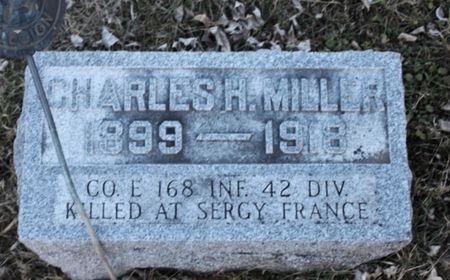 CHARLES H. MILLER
1899 — 1918
CO. E 168 INF. 42 DIV.
KILLED AT SERGY FRANCE